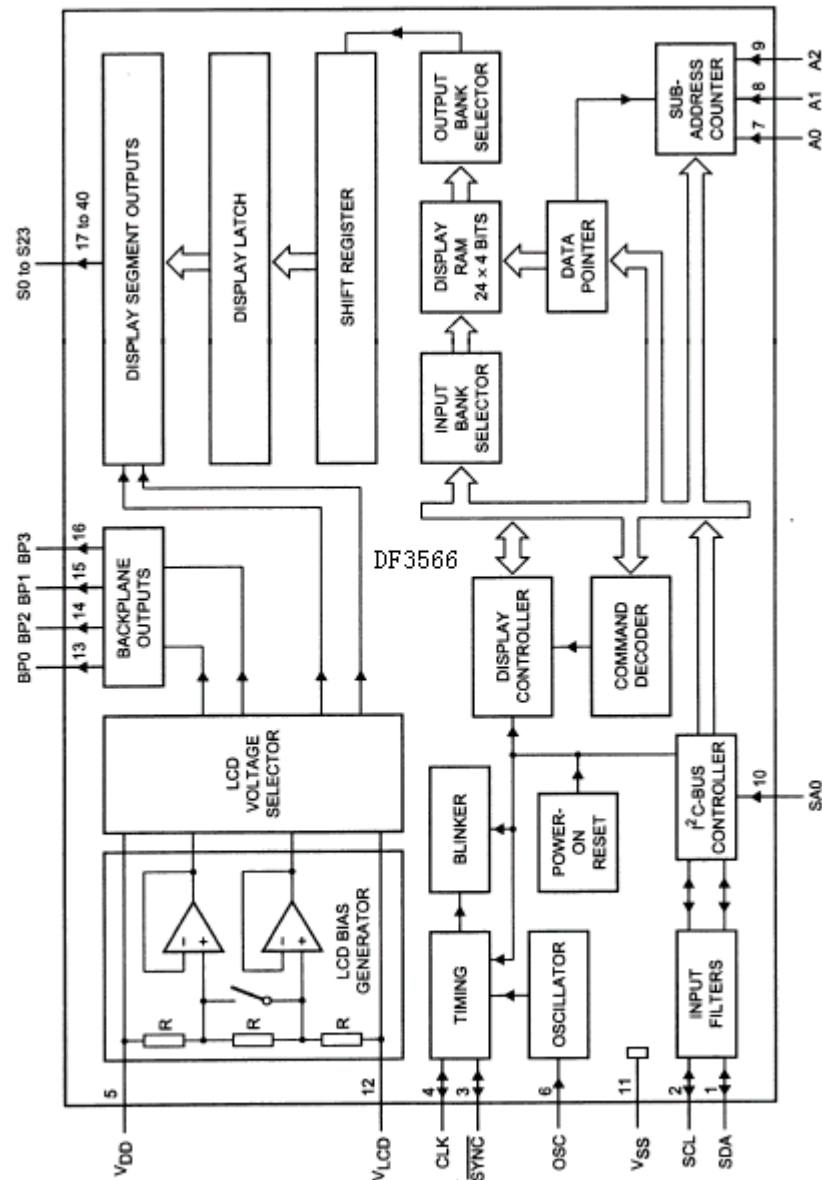 S0 to S23
17 to 40
DISPLAY SEGMENT OUTPUTS
DISPLAY LATCH
SHIFT REGISTER
BP0 BP2 BP1 BP3
13 14 15 16
BACKPLANE
OUTPUTS
LCD
VOLTAGE
SELECTOR
LCD BIAS
GENERATOR
R
R
R
-
+
-
+
5
VDD
12
VLCD
INPUT
BANK
SELECTOR
DISPLAY
RAM
24 x 4 BITS
OUTPUT
BANK
SELECTOR
DF3566
DISPLAY
CONTROLLER
COMMAND
DECODER
DATA
POINTER
SUB-
ADDRESS
COUNTER
7 8 9
A0 A1 A2
BLINKER
TIMING
OSCILLATOR
POWER-
ON
RESET
4
CLK
3
SYNC
6
OSC
11
VSS
2
SCL
1
SDA
INPUT
FILTERS
I²C-BUS
CONTROLLER
10
SA0